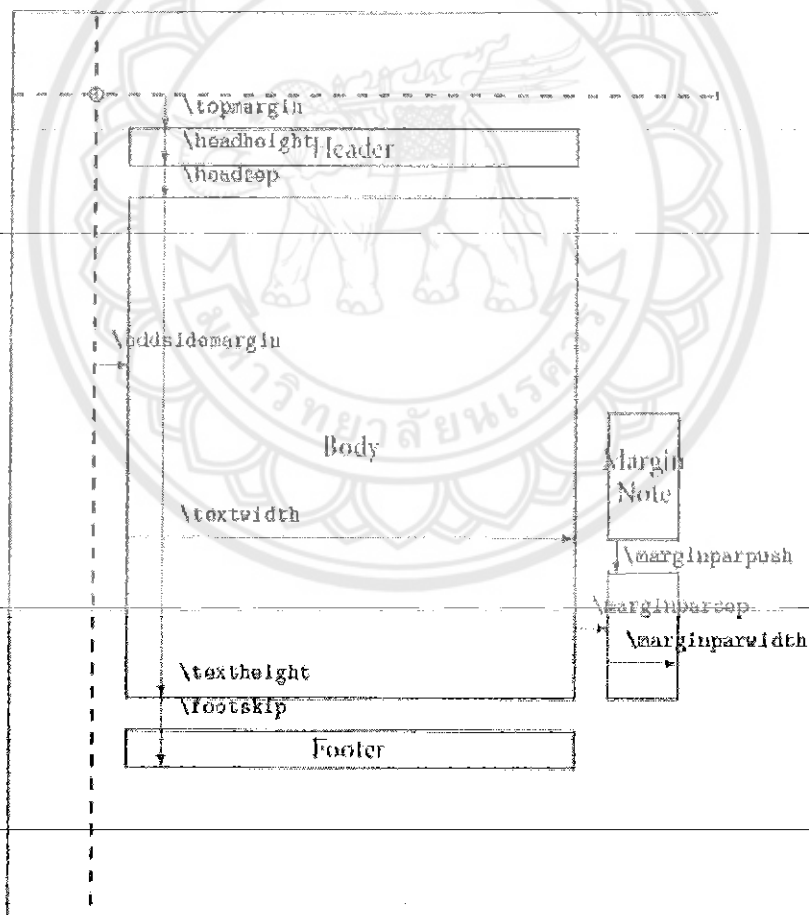 \topmargin
\headheight
Header
\headsep
\oddsidemargin
Body
Margin
Note
\textwidth
\marginparpush
\marginparsep
\marginparwidth
\textheight
\footskip
Footer